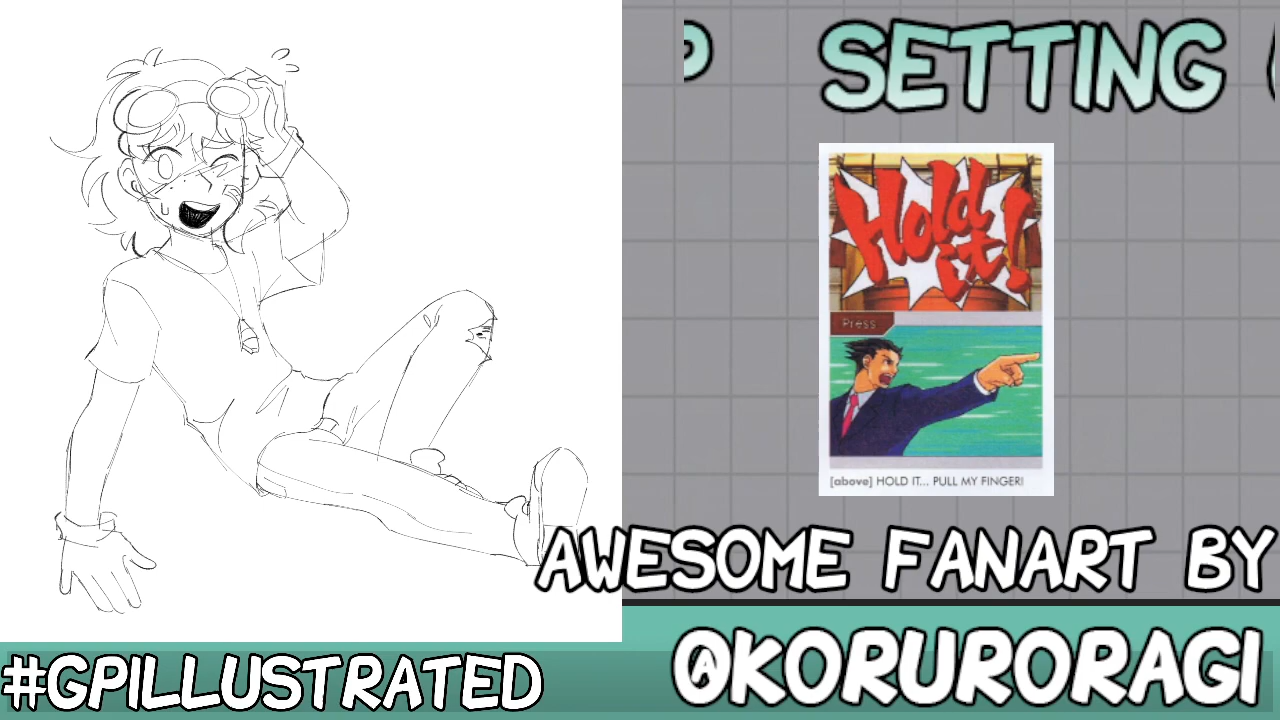 P SETTING
Hold
it!
Press
[above] HOLD IT... PULL MY FINGER!
AWESOME FANART BY
@KORURORAGI
#GPILLUSTRATED